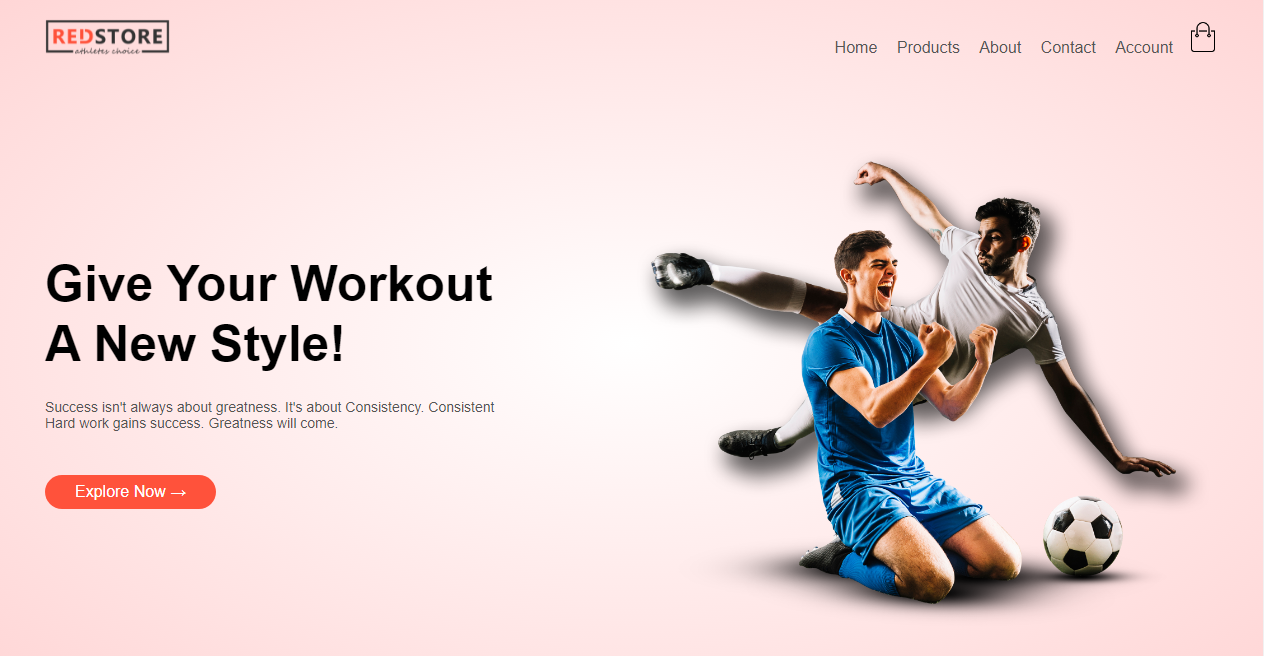 REDSTORE
athletes choice
Home Products About Contact Account
Give Your Workout
A New Style!
Success isn't always about greatness. It's about Consistency. Consistent
Hard work gains success. Greatness will come.
Explore Now →